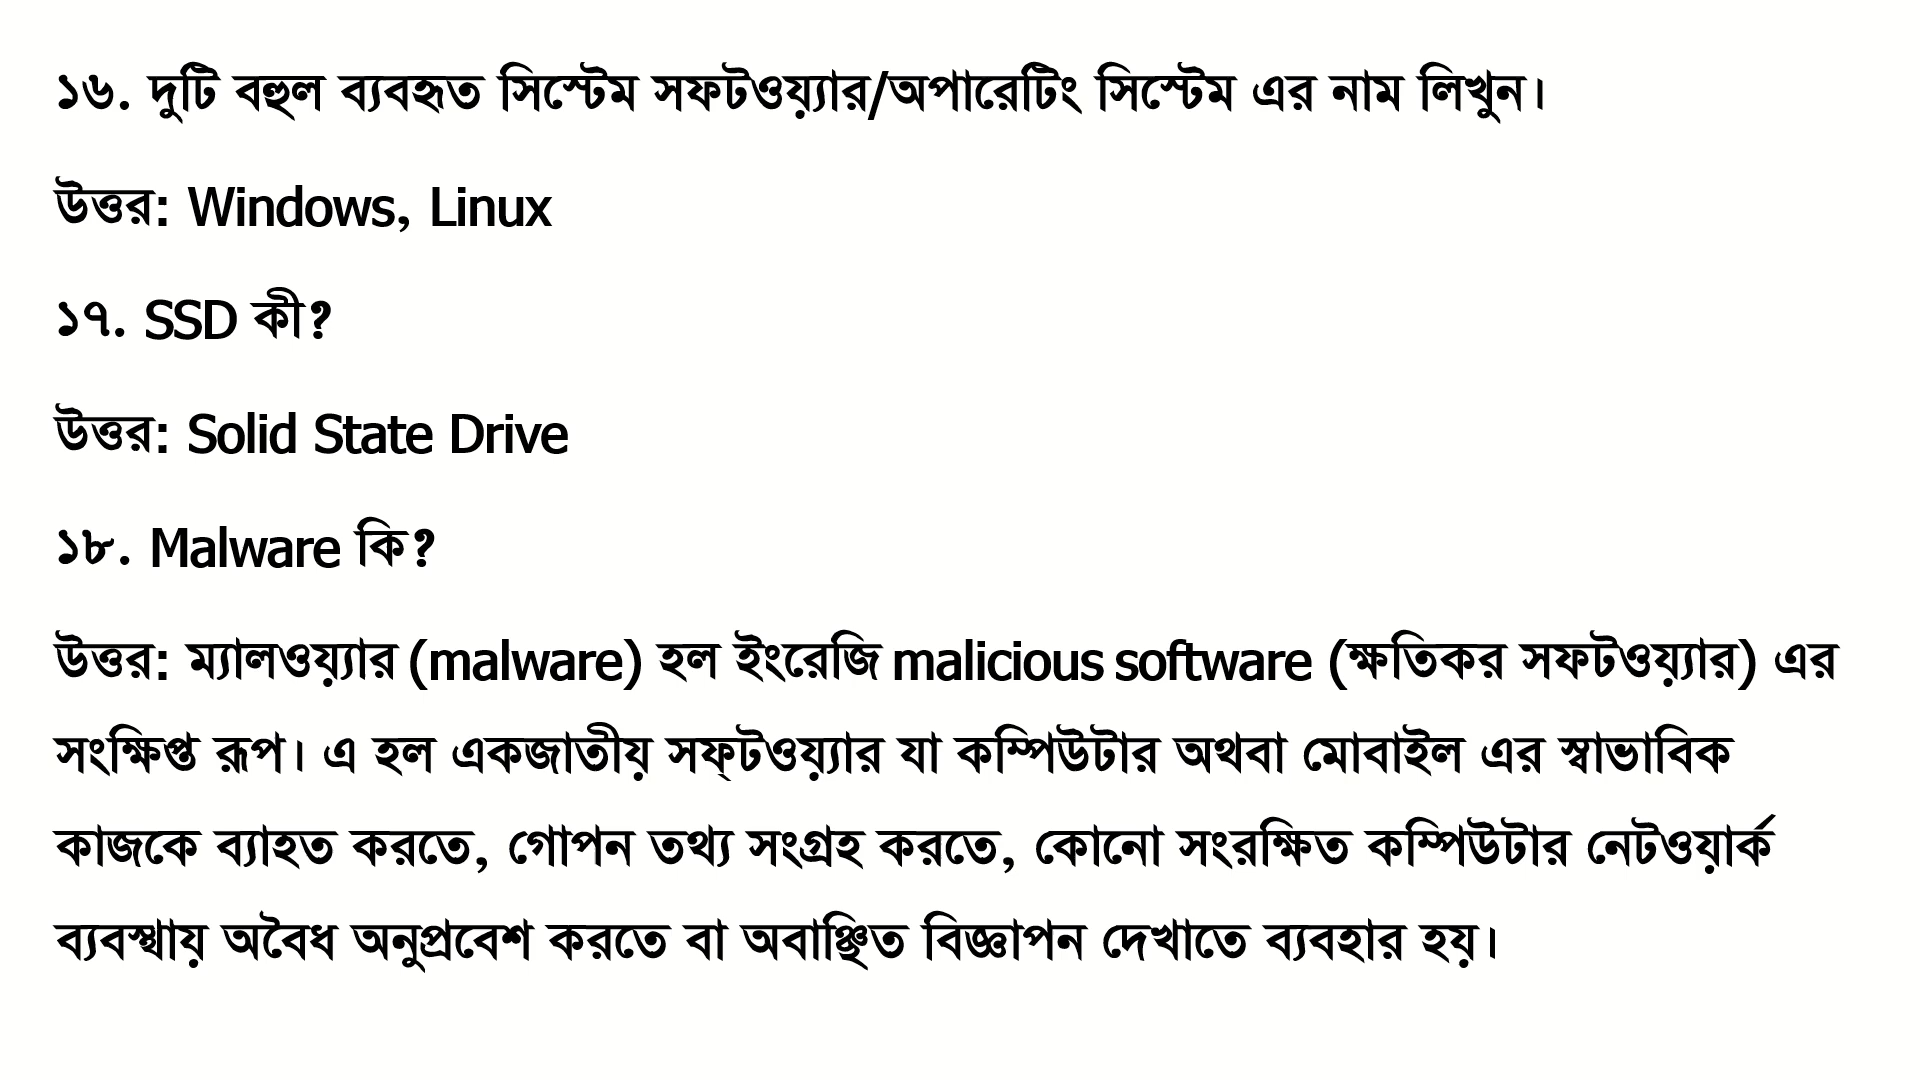 ১৬. দুটি বহুল ব্যবহৃত সিস্টেম সফটওয়্যার/অপারেটিং সিস্টেম এর নাম লিখুন।
উত্তর: Windows, Linux
১৭. SSD কী?
উত্তর: Solid State Drive
১৮. Malware কি?
উত্তর: ম্যালওয়্যার (malware) হল ইংরেজি malicious software (ক্ষতিকর সফটওয়্যার) এর
সংক্ষিপ্ত রূপ। এ হল একজাতীয় সফ্‌টওয়্যার যা কম্পিউটার অথবা মোবাইল এর স্বাভাবিক
কাজকে ব্যাহত করতে, গোপন তথ্য সংগ্রহ করতে, কোনো সংরক্ষিত কম্পিউটার নেটওয়ার্ক
ব্যবস্থায় অবৈধ অনুপ্রবেশ করতে বা অবাঞ্ছিত বিজ্ঞাপন দেখাতে ব্যবহার হয়।